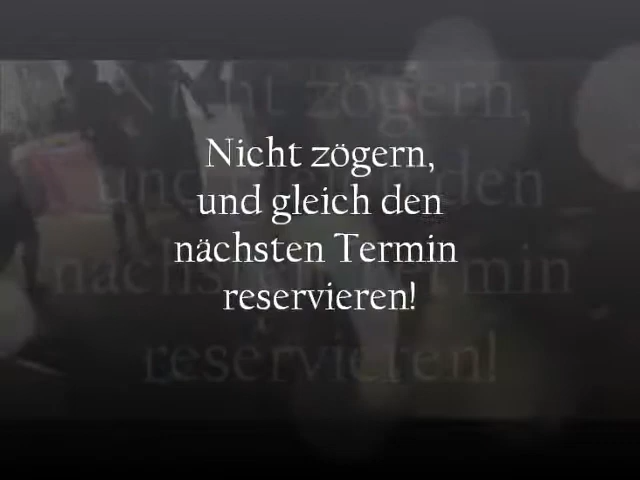 Nicht zögern,
und gleich den
nächsten Termin
reservieren!